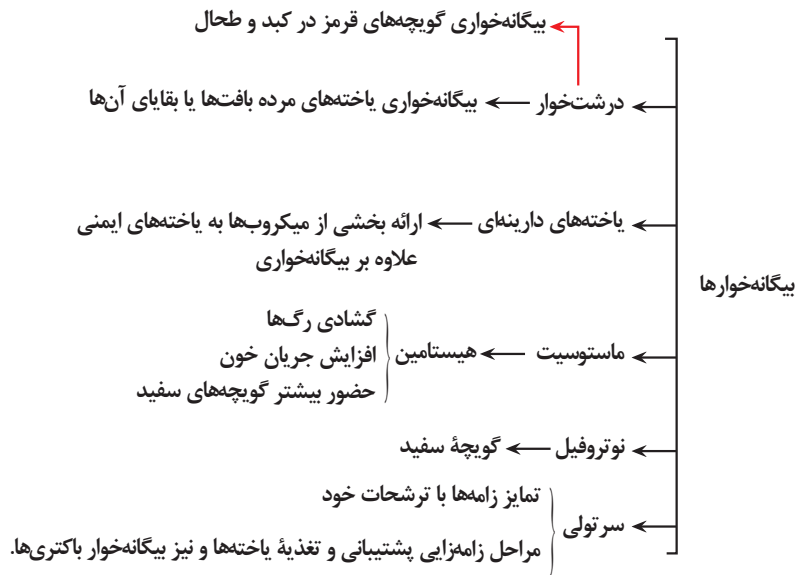 بیگانه‌خواری گویچه‌های قرمز در کبد و طحال
درشت‌خوار
بیگانه‌خواری یاخته‌های مرده بافت‌ها یا بقایای آن‌ها
یاخته‌های دارینه‌ای
ارائه بخشی از میکروب‌ها به یاخته‌های ایمنی
علاوه بر بیگانه‌خواری
بیگانه‌خوارها
ماستوسیت
هیستامین
گشادی رگ‌ها
افزایش جریان خون
حضور بیشتر گویچه‌های سفید
نوتروفیل
گویچهٔ سفید
سرتولی
تمایز زامه‌ها با ترشحات خود
مراحل زامه‌زایی پشتیبانی و تغذیهٔ یاخته‌ها و نیز بیگانه‌خوار باکتری‌ها.